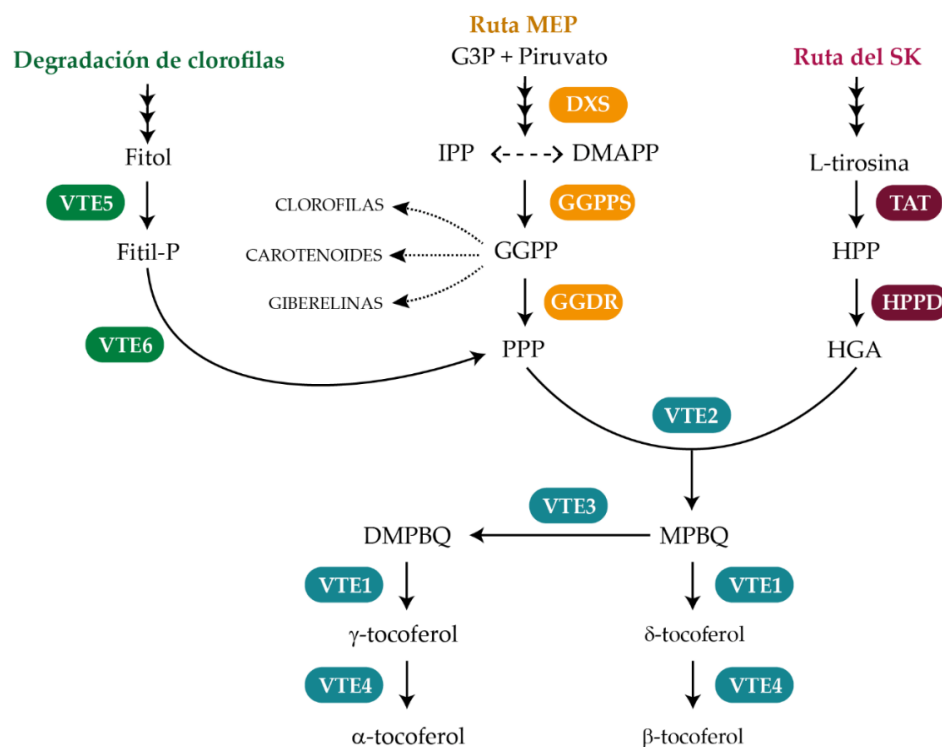 Ruta MEP
Degradación de clorofilas
G3P + Piruvato
Ruta del SK
DXS
Fitol
IPP
DMAPP
L-tirosina
VTE5
CLOROFILAS
GGPPS
TAT
Fitil-P
CAROTENOIDES
GGPP
HPP
GIBERELINAS
GGDR
HPPD
VTE6
PPP
HGA
VTE2
VTE3
DMPBQ
MPBQ
VTE1
VTE1
γ-tocoferol
δ-tocoferol
VTE4
VTE4
α-tocoferol
β-tocoferol